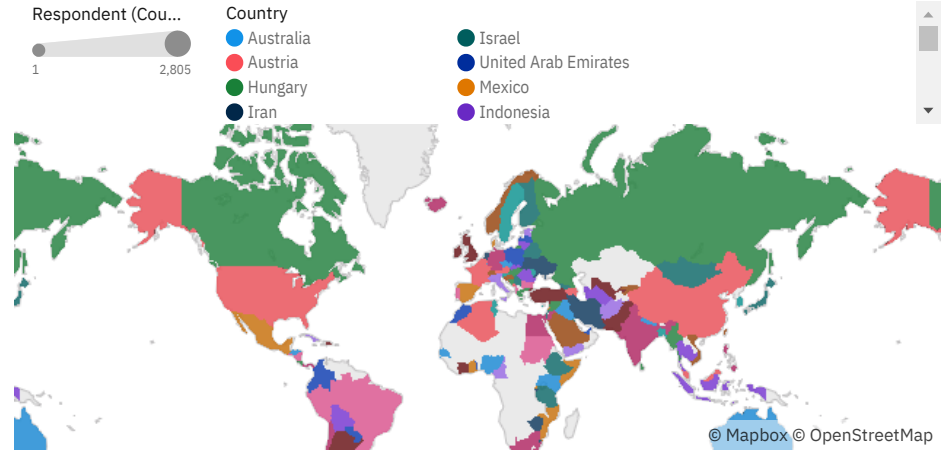 Respondent (Cou...
1
2,805
Country
Australia
Austria
Hungary
Iran
Israel
United Arab Emirates
Mexico
Indonesia
© Mapbox © OpenStreetMap